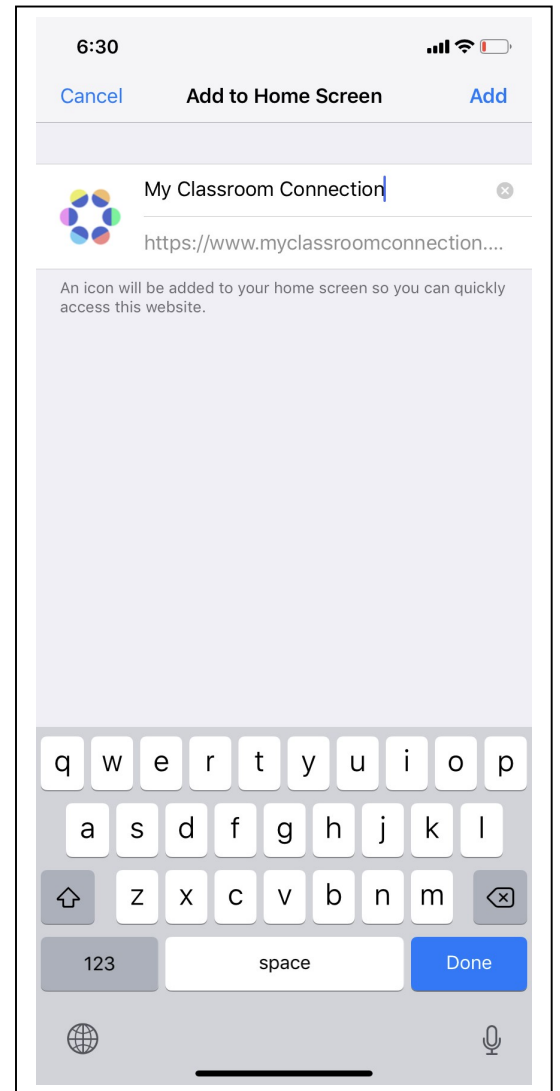 6:30
Cancel Add to Home Screen Add
My Classroom Connection
https://www.myclassroomconnection....
An icon will be added to your home screen so you can quickly
access this website.
q w e r t y u i o p
a s d f g h j k l
z x c v b n m
123 space Done